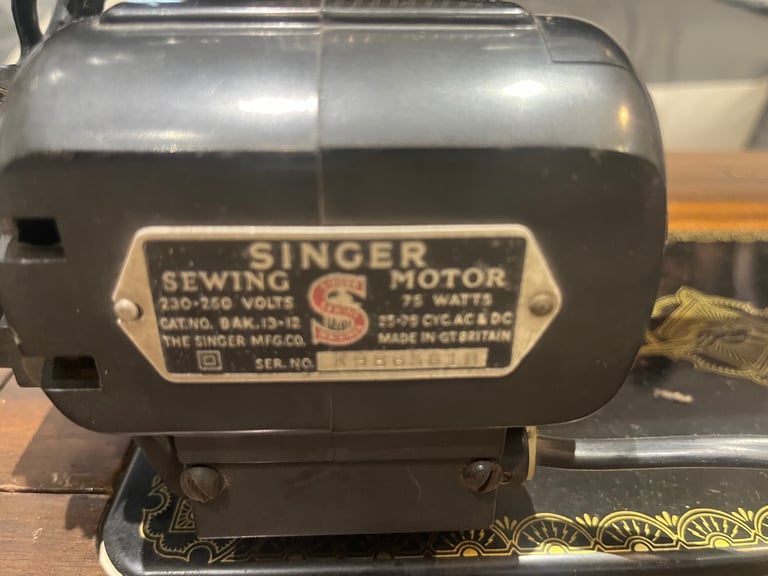 SINGER
SEWING MOTOR
230-250 VOLTS 75 WATTS
CAT.NO. BAK.13-12 25-75 CYC. AC & DC
THE SINGER MFG.CO. MADE IN GT.BRITAIN
SER. NO.